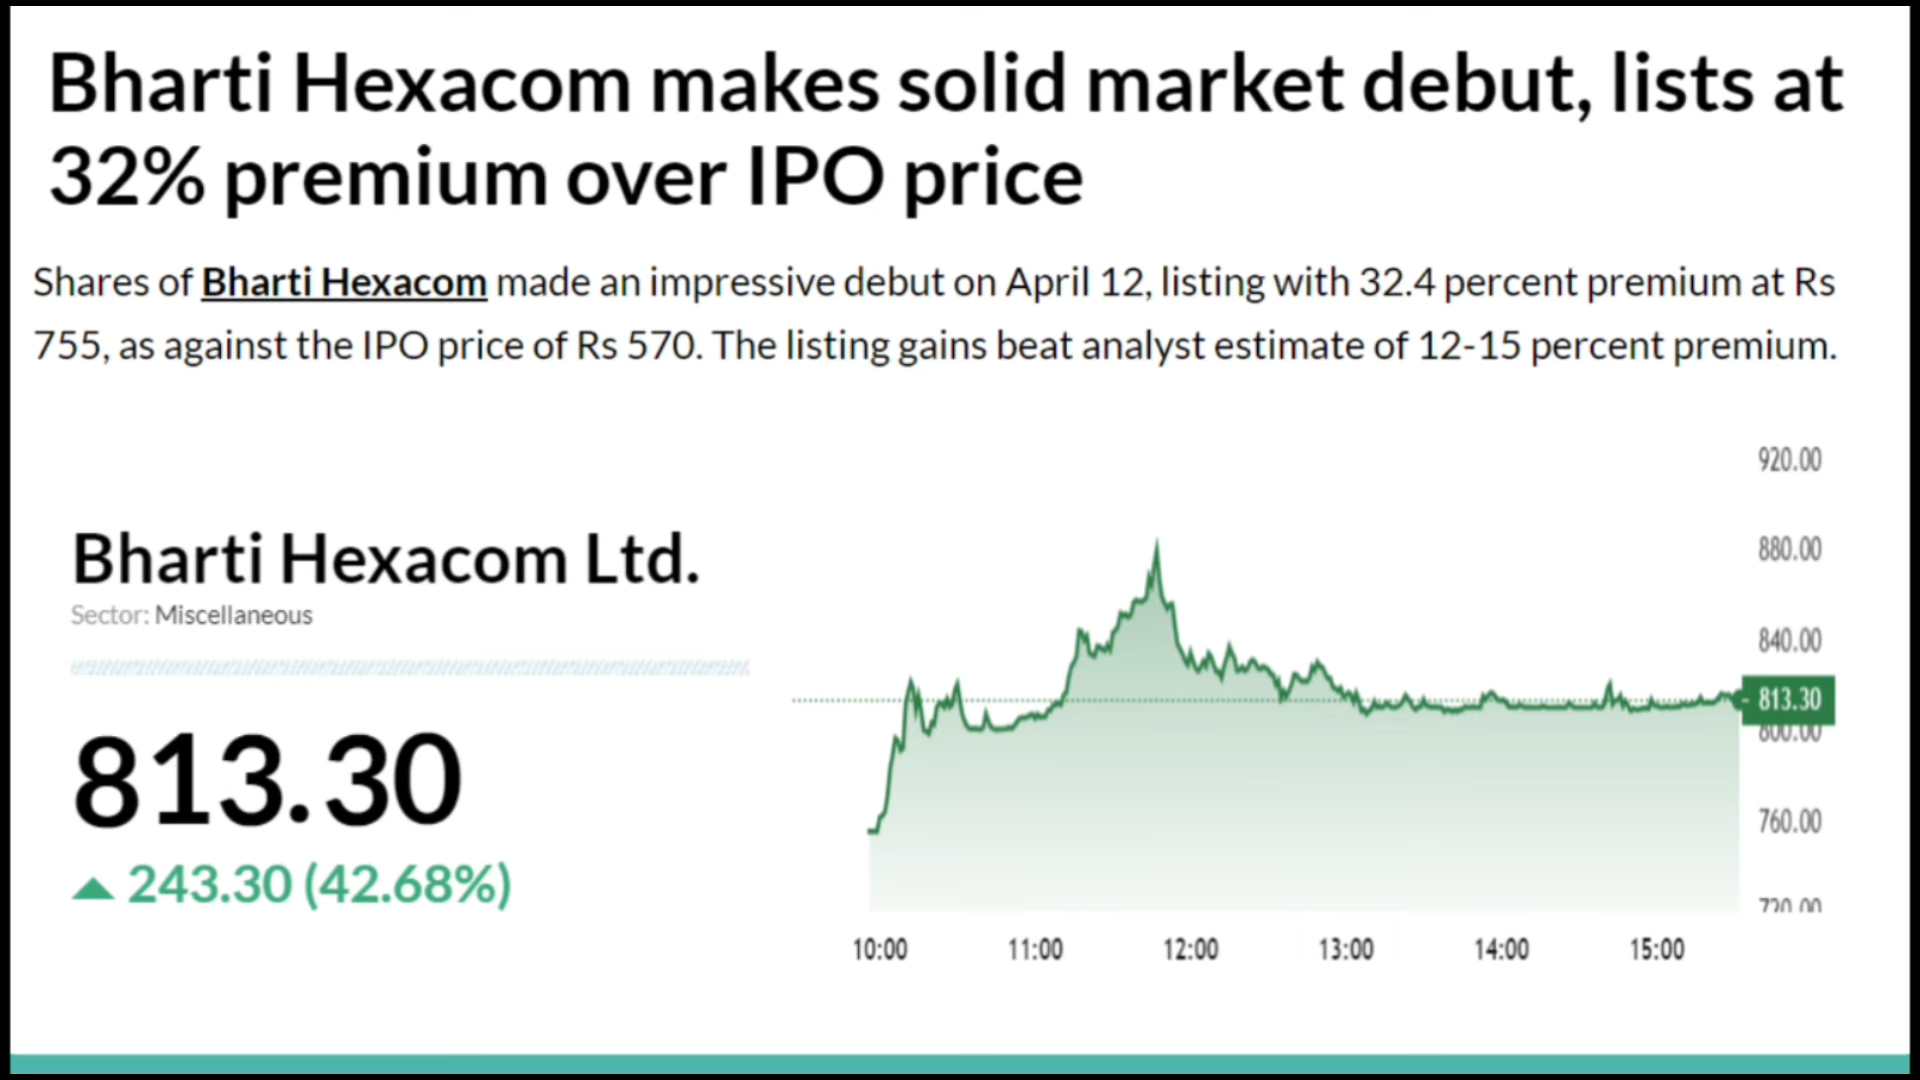 Bharti Hexacom makes solid market debut, lists at
32% premium over IPO price
Shares of Bharti Hexacom made an impressive debut on April 12, listing with 32.4 percent premium at Rs
755, as against the IPO price of Rs 570. The listing gains beat analyst estimate of 12-15 percent premium.
Bharti Hexacom Ltd.
Sector: Miscellaneous
813.30
▲ 243.30 (42.68%)
920.00
880.00
840.00
813.30
800.00
760.00
720.00
10:00 11:00 12:00 13:00 14:00 15:00